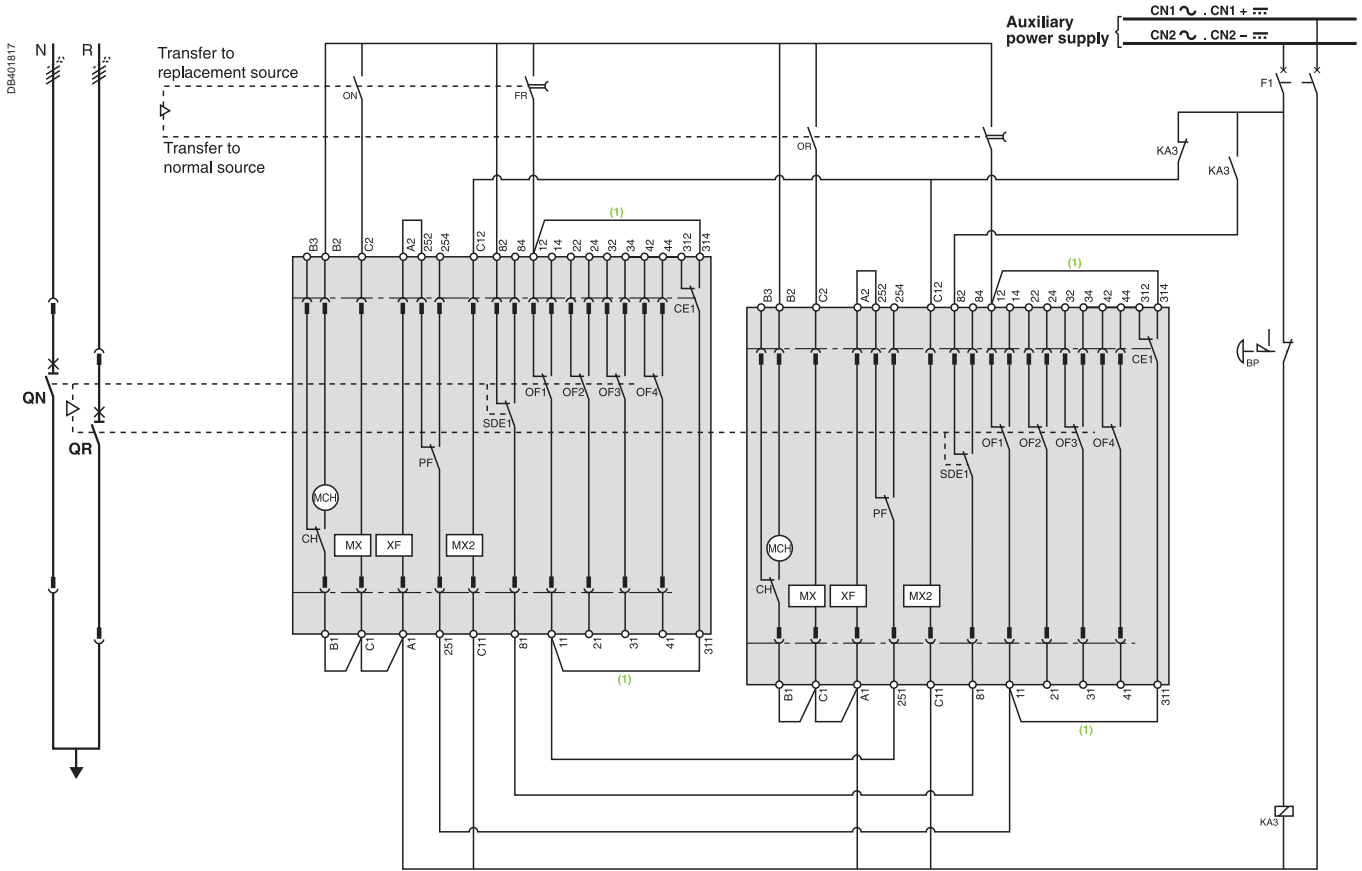 DB401817
N R
Transfer to
replacement source
Transfer to
normal source
ON
FR
OR
Auxiliary
power supply
CN1 ∿ . CN1 + ⎓
CN2 ∿ . CN2 – ⎓
F1
KA3
KA3
BP
KA3
QN
QR
(1)
B3 B2 C2 A2 252 254 C12 82 84 12 14 22 24 32 34 42 44 312 314
CE1
OF1 OF2 OF3 OF4
SDE1
PF
MCH
CH
MX XF MX2
B1 C1 A1 251 C11 81 11 21 31 41 311
(1)
(1)
B3 B2 C2 A2 252 254 C12 82 84 12 14 22 24 32 34 42 44 312 314
CE1
OF1 OF2 OF3 OF4
SDE1
PF
MCH
CH
MX XF MX2
B1 C1 A1 251 C11 81 11 21 31 41 311
(1)